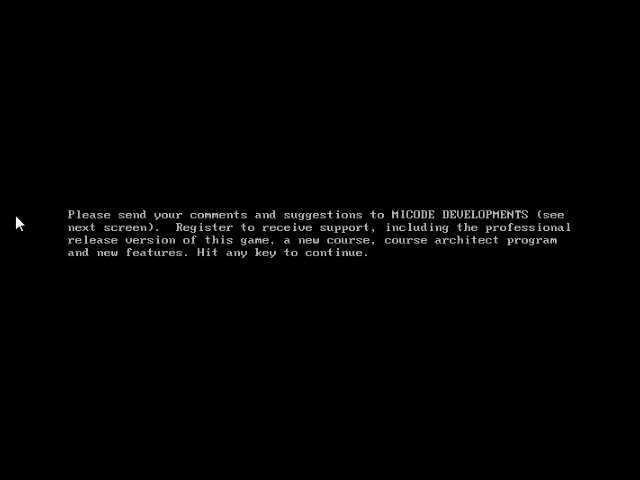 Please send your comments and suggestions to MICODE DEVELOPMENTS (see
next screen).  Register to receive support, including the professional
release version of this game, a new course, course architect program
and new features. Hit any key to continue.